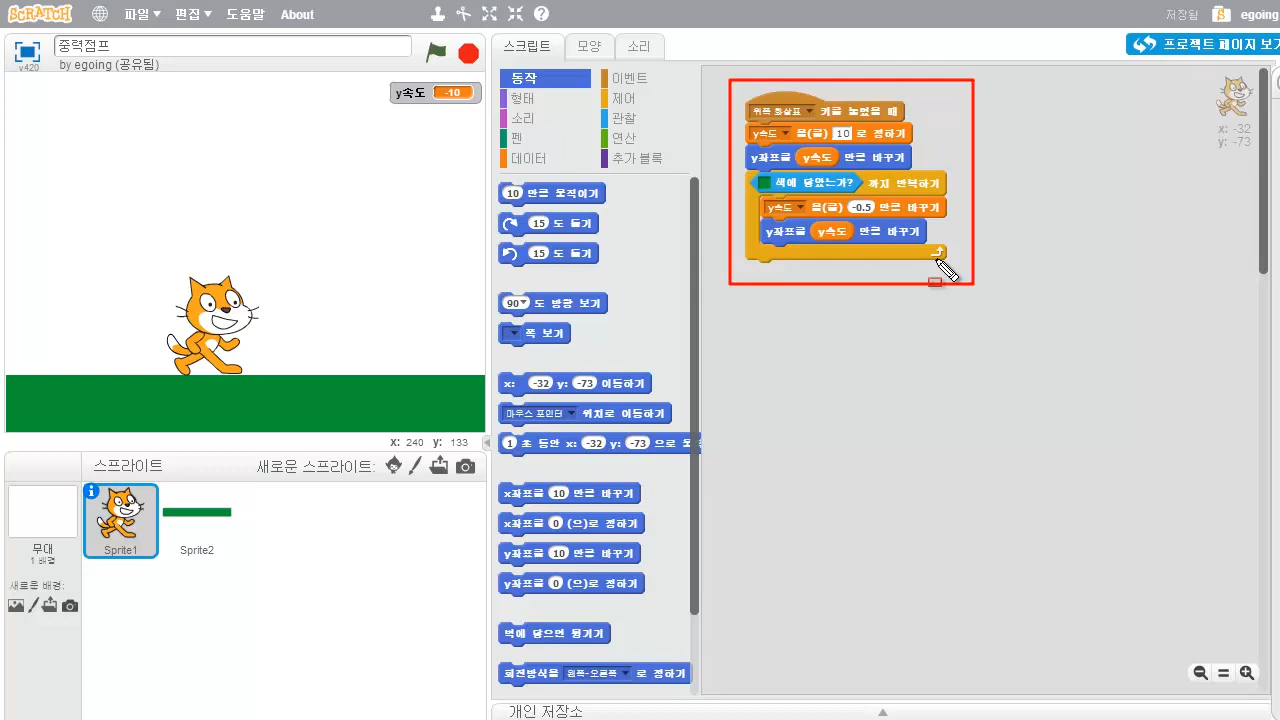 SCRATCH 파일 편집 도움말 About 저장됨 egoing
v420 중력점프
by egoing (공유됨)
y속도 -10
x: 240 y: 133
스프라이트 새로운 스프라이트:
무대
1 배경
새로운 배경:
Sprite1 Sprite2
스크립트 모양 소리
프로젝트 페이지 보기
동작 이벤트
형태 제어
소리 관찰
펜 연산
데이터 추가 블록
10 만큼 움직이기
15 도 돌기
15 도 돌기
90 도 방향 보기
쪽 보기
x: -32 y: -73 이동하기
마우스 포인터 위치로 이동하기
1 초 동안 x: -32 y: -73 으로
x좌표를 10 만큼 바꾸기
x좌표를 0 (으)로 정하기
y좌표를 10 만큼 바꾸기
y좌표를 0 (으)로 정하기
벽에 닿으면 튕기기
회전방식을 왼쪽-오른쪽 로 정하기
위쪽 화살표 키를 눌렀을 때
y속도 을(를) 10 로 정하기
y좌표를 y속도 만큼 바꾸기
색에 닿았는가? 까지 반복하기
y속도 을(를) -0.5 만큼 바꾸기
y좌표를 y속도 만큼 바꾸기
x: -32
y: -73
개인 저장소